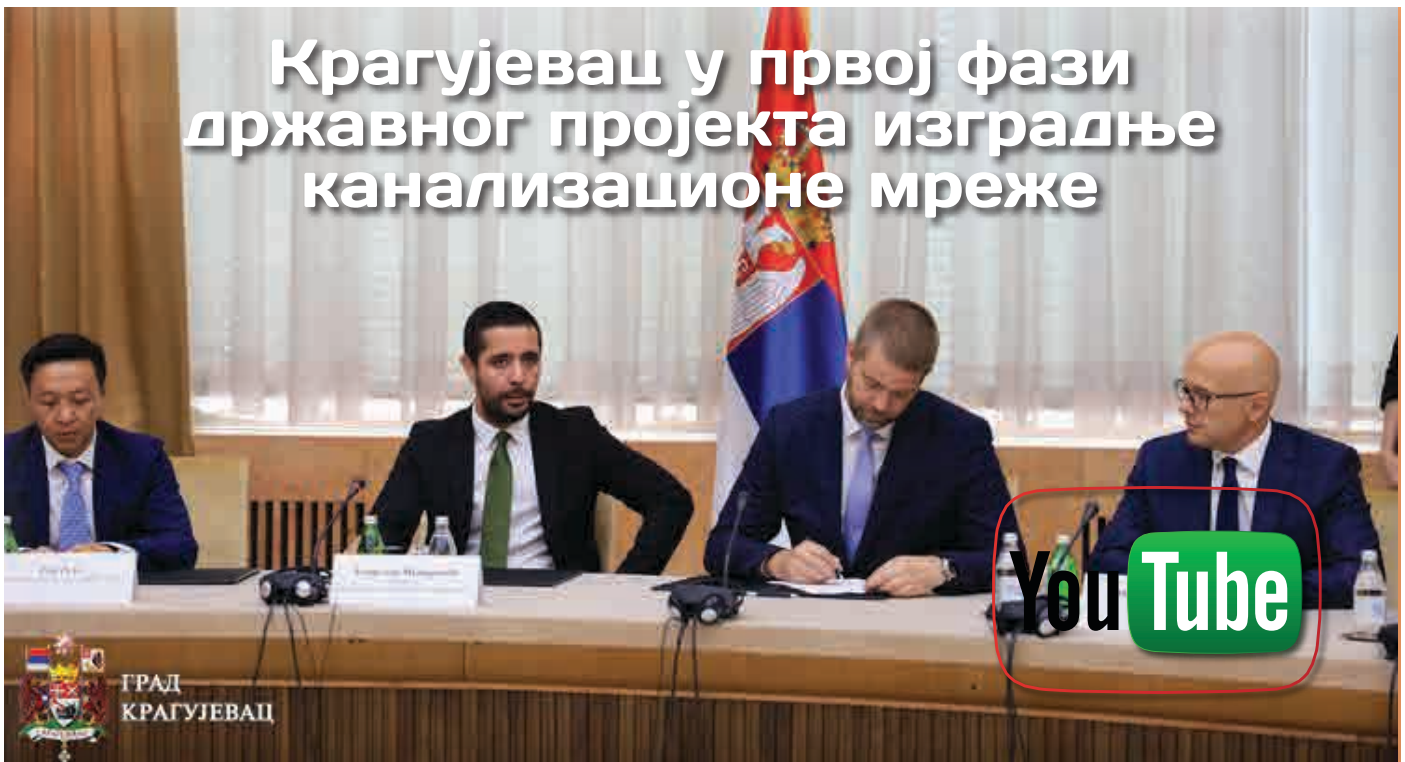 Крагујевац у првој фази
државног пројекта изградње
канализационе мреже
YouTube
ГРАД
КРАГУЈЕВАЦ